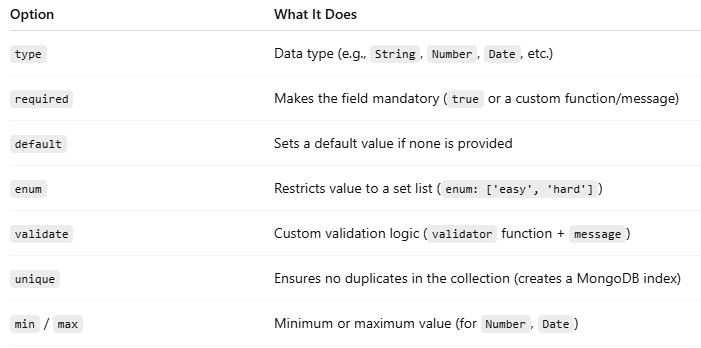 Option What It Does
type Data type (e.g., String, Number, Date, etc.)
required Makes the field mandatory (true or a custom function/message)
default Sets a default value if none is provided
enum Restricts value to a set list (enum: ['easy', 'hard'])
validate Custom validation logic (validator function + message)
unique Ensures no duplicates in the collection (creates a MongoDB index)
min / max Minimum or maximum value (for Number, Date)